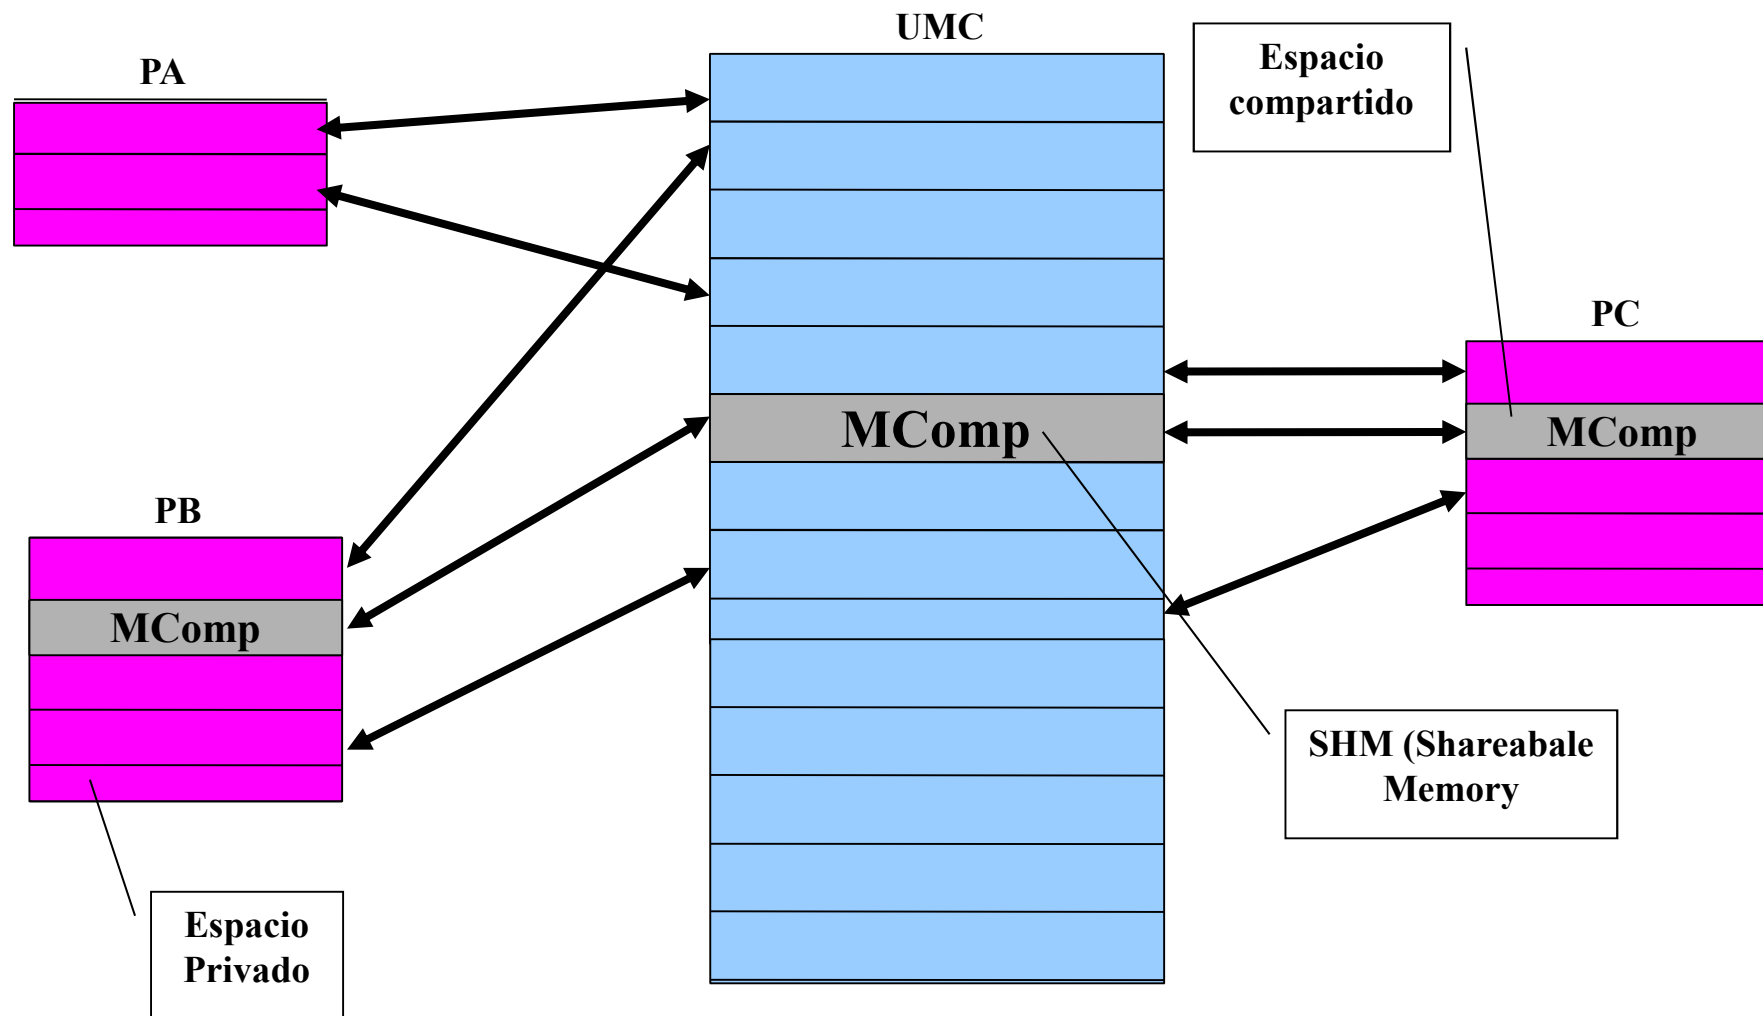 UMC
Espacio
compartido
PA
PC
MComp
MComp
PB
MComp
SHM (Shareabale
Memory
Espacio
Privado